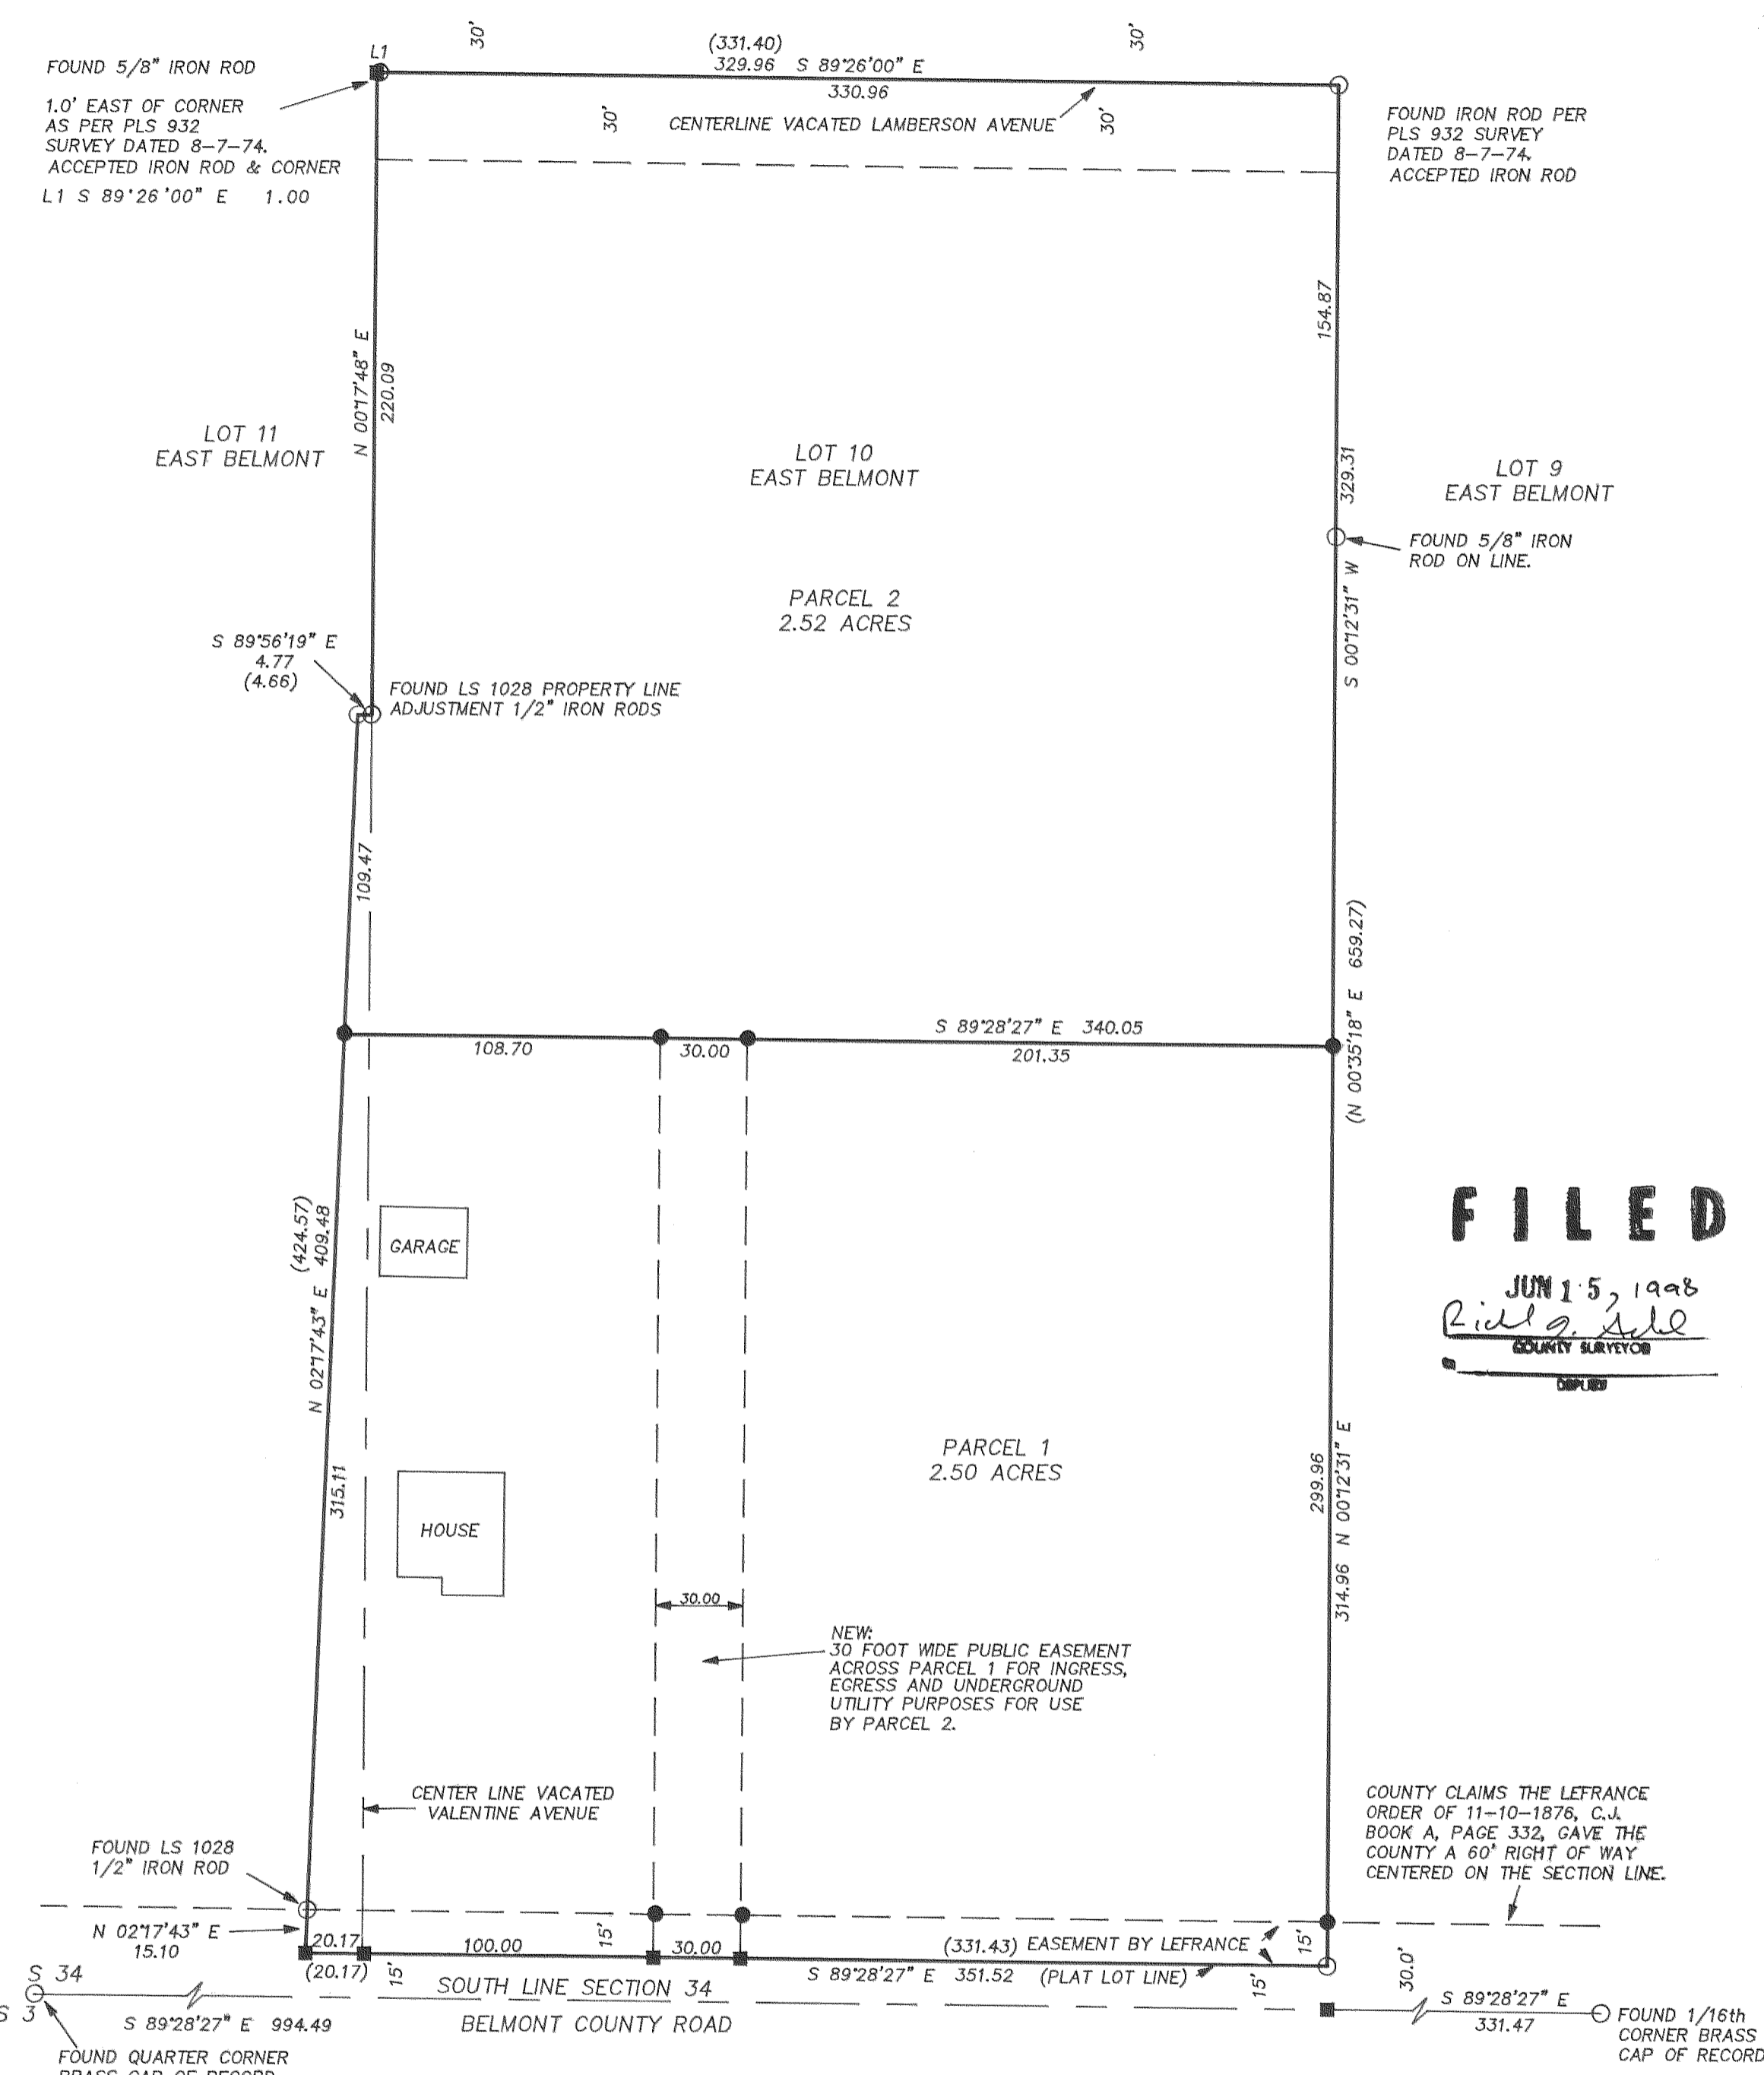 L1
30'
(331.40)
30'
329.96 S 89°26'00" E
330.96
FOUND 5/8" IRON ROD
1.0' EAST OF CORNER
AS PER PLS 932
SURVEY DATED 8-7-74.
ACCEPTED IRON ROD & CORNER
L1 S 89°26'00" E 1.00
30'
CENTERLINE VACATED LAMBERSON AVENUE
30'
FOUND IRON ROD PER
PLS 932 SURVEY
DATED 8-7-74,
ACCEPTED IRON ROD
N 00°17'48" E
220.09
154.87
329.31
S 00°12'31" W
LOT 11
EAST BELMONT
LOT 10
EAST BELMONT
LOT 9
EAST BELMONT
FOUND 5/8" IRON
ROD ON LINE.
PARCEL 2
2.52 ACRES
S 89°56'19" E
4.77
(4.66)
FOUND LS 1028 PROPERTY LINE
ADJUSTMENT 1/2" IRON RODS
109.47
(N 00°35'18" E 659.27)
S 89°28'27" E 340.05
108.70
30.00
201.35
(424.57)
N 02°17'43" E 409.48
315.11
GARAGE
HOUSE
FILED
JUN 15, 1998
COUNTY SURVEYOR
PARCEL 1
2.50 ACRES
299.96
314.96 N 00°12'31" E
30.00
NEW:
30 FOOT WIDE PUBLIC EASEMENT
ACROSS PARCEL 1 FOR INGRESS,
EGRESS AND UNDERGROUND
UTILITY PURPOSES FOR USE
BY PARCEL 2.
CENTER LINE VACATED
VALENTINE AVENUE
COUNTY CLAIMS THE LEFRANCE
ORDER OF 11-10-1876, C.J.
BOOK A, PAGE 332, GAVE THE
COUNTY A 60' RIGHT OF WAY
CENTERED ON THE SECTION LINE.
FOUND LS 1028
1/2" IRON ROD
N 02°17'43" E
15.10
20.17
(20.17)
100.00
15'
15'
30.00
(331.43) EASEMENT BY LEFRANCE
S 89°28'27" E 351.52 (PLAT LOT LINE)
15'
15'
30.0'
S 34
S 3
SOUTH LINE SECTION 34
S 89°28'27" E 994.49
BELMONT COUNTY ROAD
S 89°28'27" E
331.47
FOUND 1/16th
CORNER BRASS
CAP OF RECORD
FOUND QUARTER CORNER
BRASS CAP OF RECORD